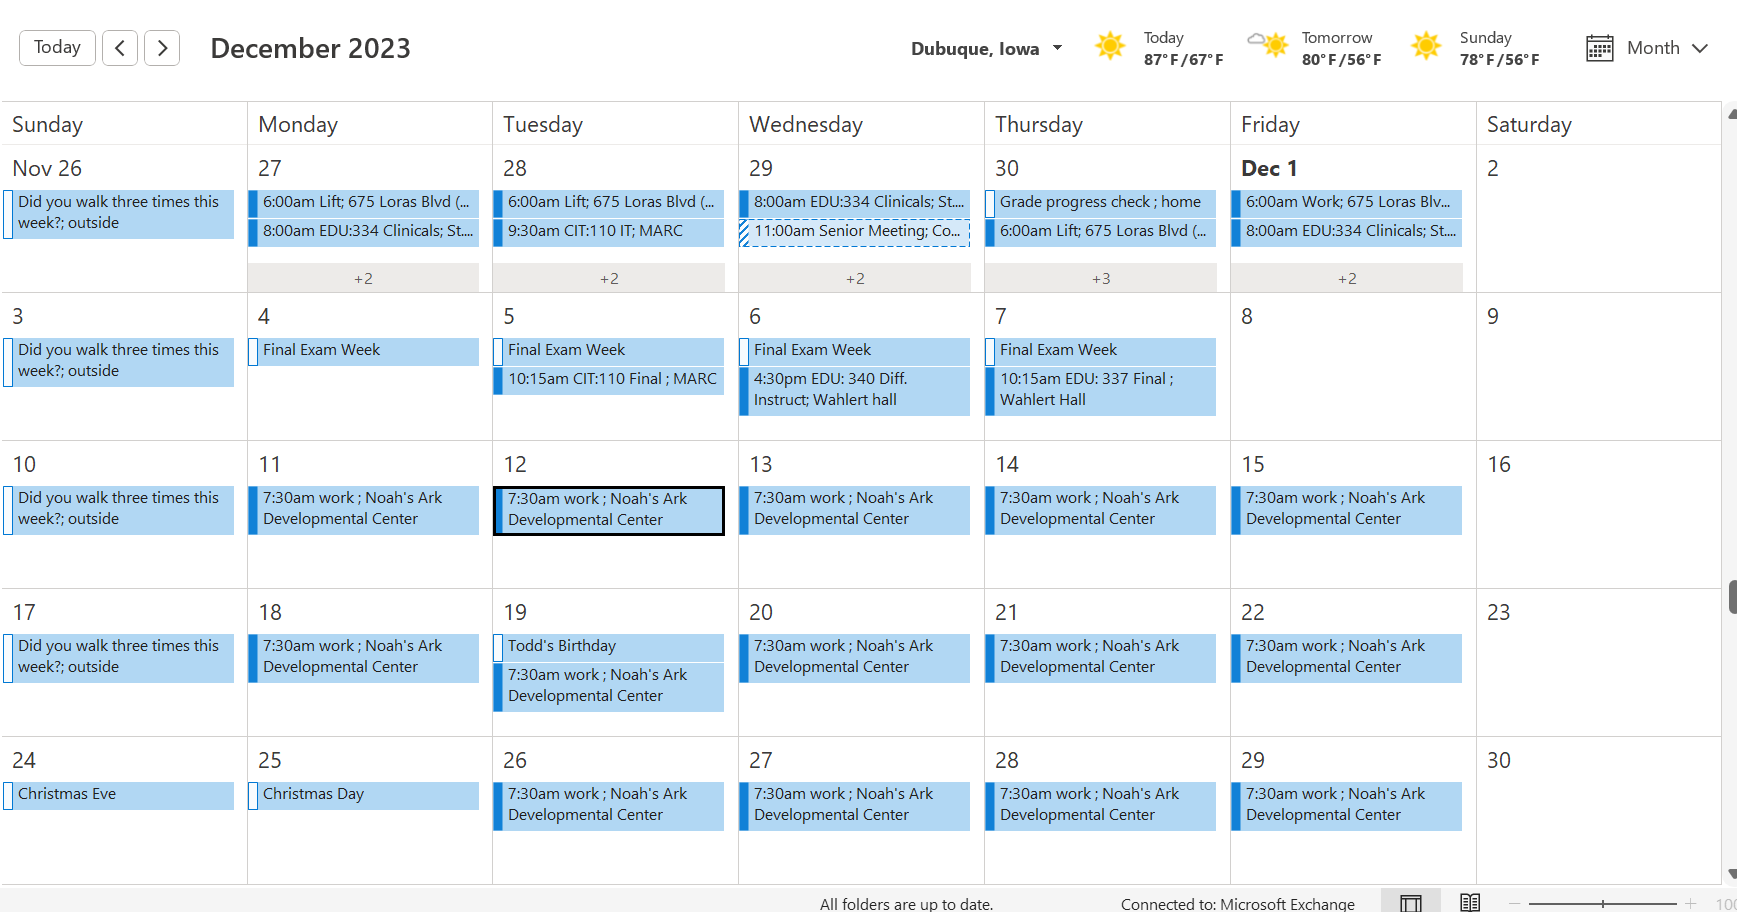 Today
December 2023
Dubuque, Iowa
Today
87°F/67°F
Tomorrow
80°F/56°F
Sunday
78°F/56°F
Month
Sunday Monday Tuesday Wednesday Thursday Friday Saturday
Nov 26
Did you walk three times this
week?; outside
27
6:00am Lift; 675 Loras Blvd (...
8:00am EDU:334 Clinicals; St....
+2
28
6:00am Lift; 675 Loras Blvd (...
9:30am CIT:110 IT; MARC
+2
29
8:00am EDU:334 Clinicals; St....
11:00am Senior Meeting; Co...
+2
30
Grade progress check ; home
6:00am Lift; 675 Loras Blvd (...
+3
Dec 1
6:00am Work; 675 Loras Blv...
8:00am EDU:334 Clinicals; St....
+2
2
3
Did you walk three times this
week?; outside
4
Final Exam Week
5
Final Exam Week
10:15am CIT:110 Final ; MARC
6
Final Exam Week
4:30pm EDU: 340 Diff.
Instruct; Wahlert hall
7
Final Exam Week
10:15am EDU: 337 Final ;
Wahlert Hall
8
9
10
Did you walk three times this
week?; outside
11
7:30am work ; Noah's Ark
Developmental Center
12
7:30am work ; Noah's Ark
Developmental Center
13
7:30am work ; Noah's Ark
Developmental Center
14
7:30am work ; Noah's Ark
Developmental Center
15
7:30am work ; Noah's Ark
Developmental Center
16
17
Did you walk three times this
week?; outside
18
7:30am work ; Noah's Ark
Developmental Center
19
Todd's Birthday
7:30am work ; Noah's Ark
Developmental Center
20
7:30am work ; Noah's Ark
Developmental Center
21
7:30am work ; Noah's Ark
Developmental Center
22
7:30am work ; Noah's Ark
Developmental Center
23
24
Christmas Eve
25
Christmas Day
26
7:30am work ; Noah's Ark
Developmental Center
27
7:30am work ; Noah's Ark
Developmental Center
28
7:30am work ; Noah's Ark
Developmental Center
29
7:30am work ; Noah's Ark
Developmental Center
30
All folders are up to date.
Connected to: Microsoft Exchange